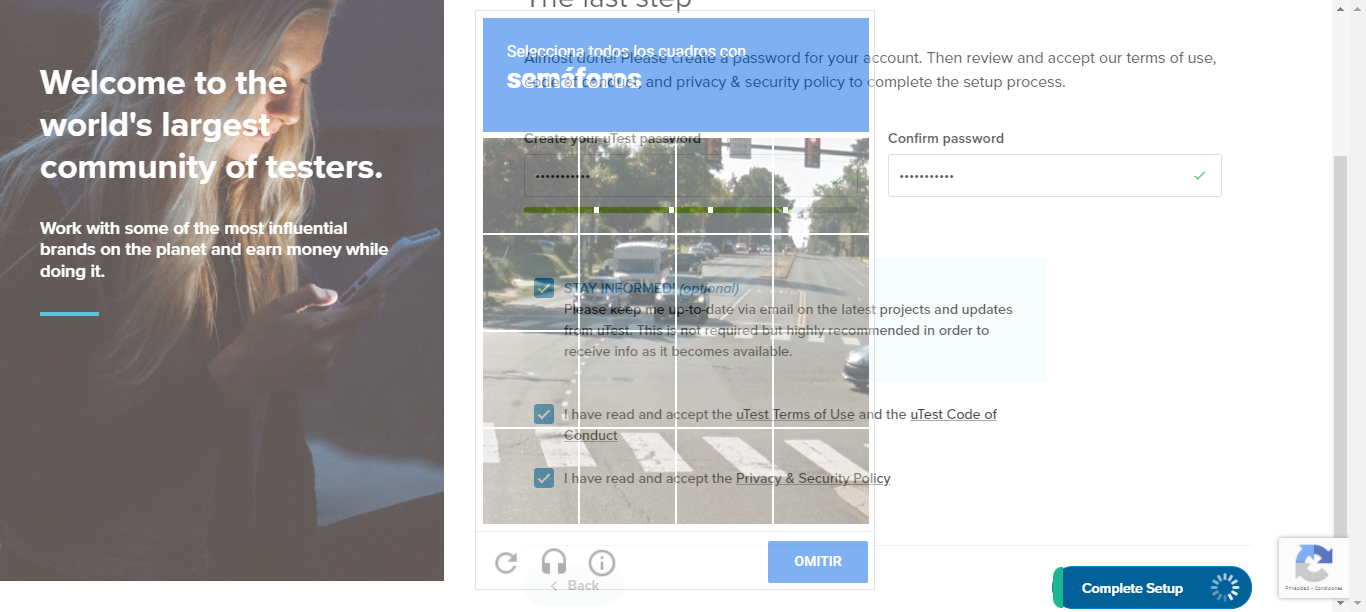 The last step
Welcome to the
world's largest
community of testers.
Work with some of the most influential
brands on the planet and earn money while
doing it.
Selecciona todos los cuadros con
semáforos
Almost done! Please create a password for your account. Then review and accept our terms of use,
code of conduct, and privacy & security policy to complete the setup process.
Create your uTest password
Confirm password
•••••••••••
•••••••••••
STAY INFORMED! (optional)
Please keep me up-to-date via email on the latest projects and updates
from uTest. This is not required but highly recommended in order to
receive info as it becomes available.
I have read and accept the uTest Terms of Use and the uTest Code of
Conduct
I have read and accept the Privacy & Security Policy
OMITIR
Back
Complete Setup
Privacidad - Condiciones